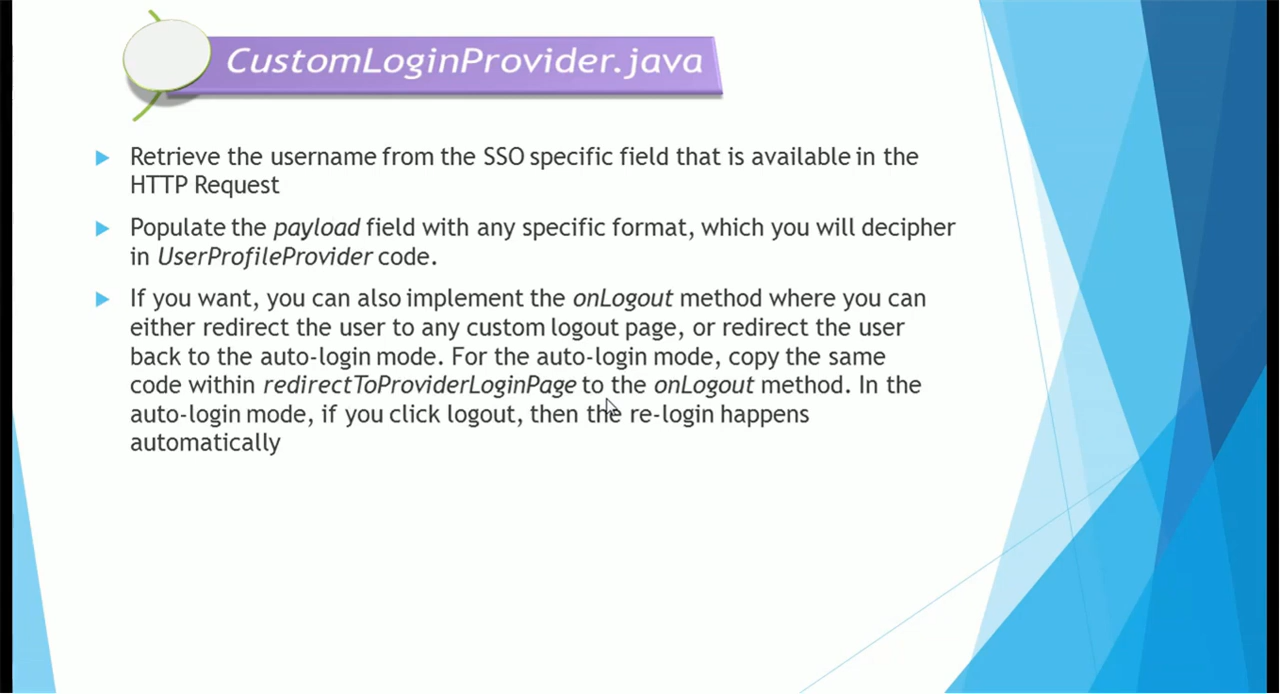 CustomLoginProvider.java
Retrieve the username from the SSO specific field that is available in the
HTTP Request
Populate the payload field with any specific format, which you will decipher
in UserProfileProvider code.
If you want, you can also implement the onLogout method where you can
either redirect the user to any custom logout page, or redirect the user
back to the auto-login mode. For the auto-login mode, copy the same
code within redirectToProviderLoginPage to the onLogout method. In the
auto-login mode, if you click logout, then the re-login happens
automatically